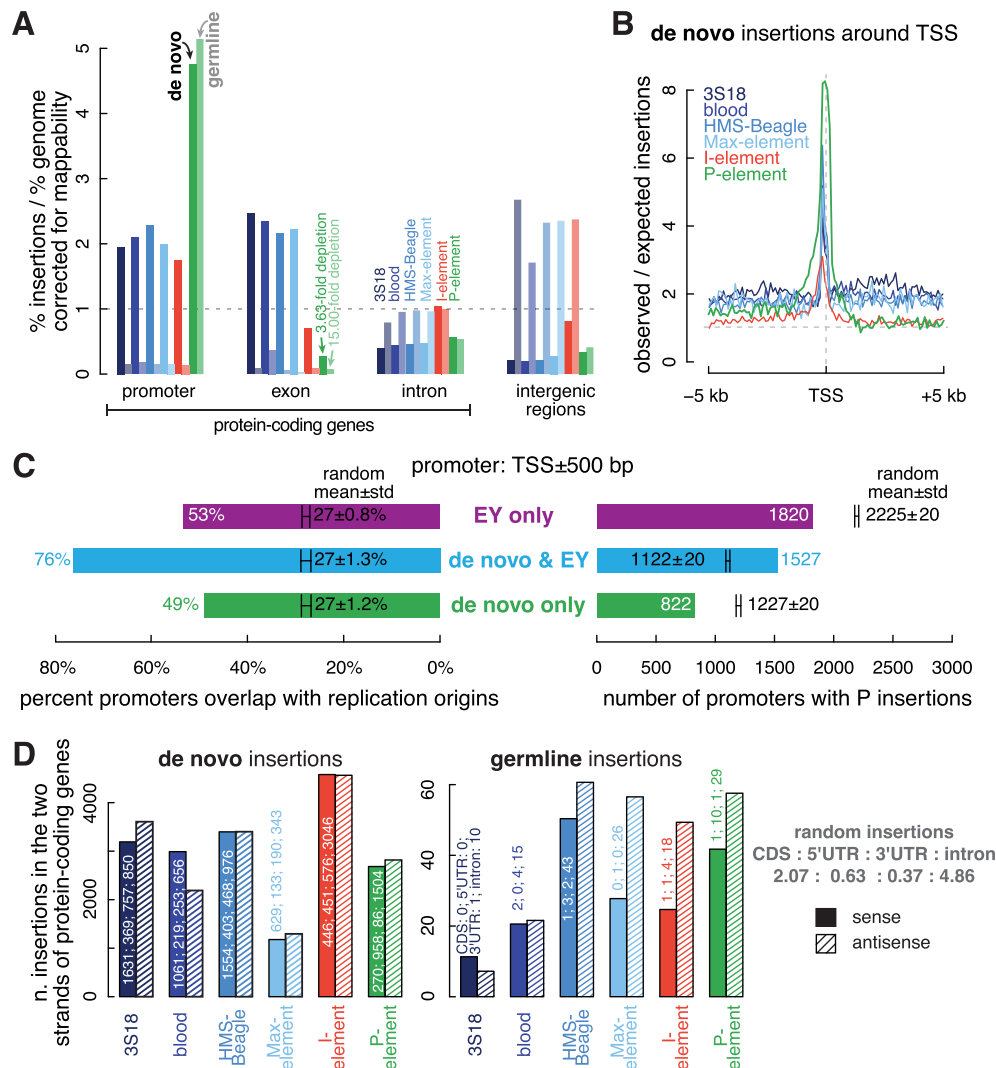 A
% insertions / % genome
corrected for mappability
0
1
2
3
4
5
de novo
germline
3.63-fold depletion
15.00-fold depletion
3S18
blood
HMS-Beagle
Max-element
I-element
P-element
promoter
exon
intron
intergenic
regions
protein-coding genes
B
de novo insertions around TSS
observed / expected insertions
8
6
4
2
0
3S18
blood
HMS-Beagle
Max-element
I-element
P-element
−5 kb
TSS
+5 kb
C
promoter: TSS±500 bp
random
mean±std
random
mean±std
53%
27±0.8%
EY only
1820
2225±20
76%
27±1.3%
de novo & EY
1122±20
1527
49%
27±1.2%
de novo only
822
1227±20
80%
60%
40%
20%
0%
percent promoters overlap with replication origins
0
500
1000
1500
2000
2500
3000
number of promoters with P insertions
D
n. insertions in the two
strands of protein-coding genes
de novo insertions
0
2000
4000
1631; 369; 757; 850
1061; 219; 253; 656
1554; 403; 468; 976
629; 133; 190; 343
446; 451; 576; 3046
270; 958; 86; 1504
3S18
blood
HMS-
Beagle
Max-
element
I-
element
P-
element
germline insertions
0
20
40
60
CDS: 0; 5'UTR: 0;
3'UTR: 1; intron: 10
2; 0; 4; 15
1; 3; 2; 43
0; 1; 0; 26
1; 1; 4; 18
1; 10; 1; 29
3S18
blood
HMS-
Beagle
Max-
element
I-
element
P-
element
random insertions
CDS : 5'UTR : 3'UTR : intron
2.07 : 0.63 : 0.37 : 4.86
sense
antisense